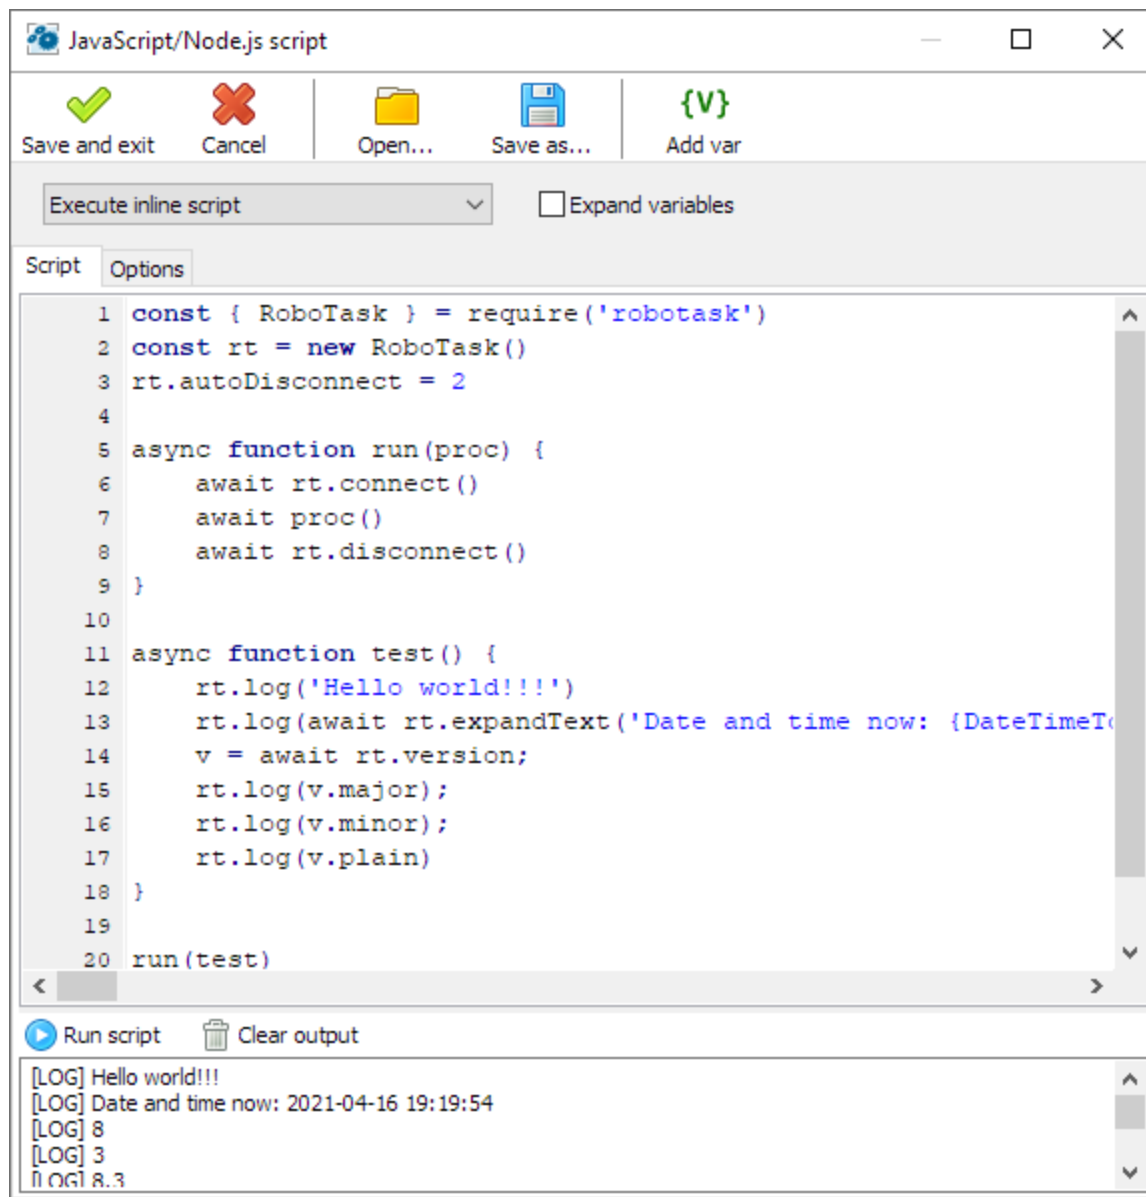 JavaScript/Node.js script
Save and exit Cancel Open... Save as... {V} Add var
Execute inline script Expand variables
Script Options
1 const { RoboTask } = require('robotask')
2 const rt = new RoboTask()
3 rt.autoDisconnect = 2
4
5 async function run(proc) {
6     await rt.connect()
7     await proc()
8     await rt.disconnect()
9 }
10
11 async function test() {
12     rt.log('Hello world!!!')
13     rt.log(await rt.expandText('Date and time now: {DateTimeTo
14     v = await rt.version;
15     rt.log(v.major);
16     rt.log(v.minor);
17     rt.log(v.plain)
18 }
19
20 run(test)
Run script Clear output
[LOG] Hello world!!!
[LOG] Date and time now: 2021-04-16 19:19:54
[LOG] 8
[LOG] 3
[LOG] 8.3